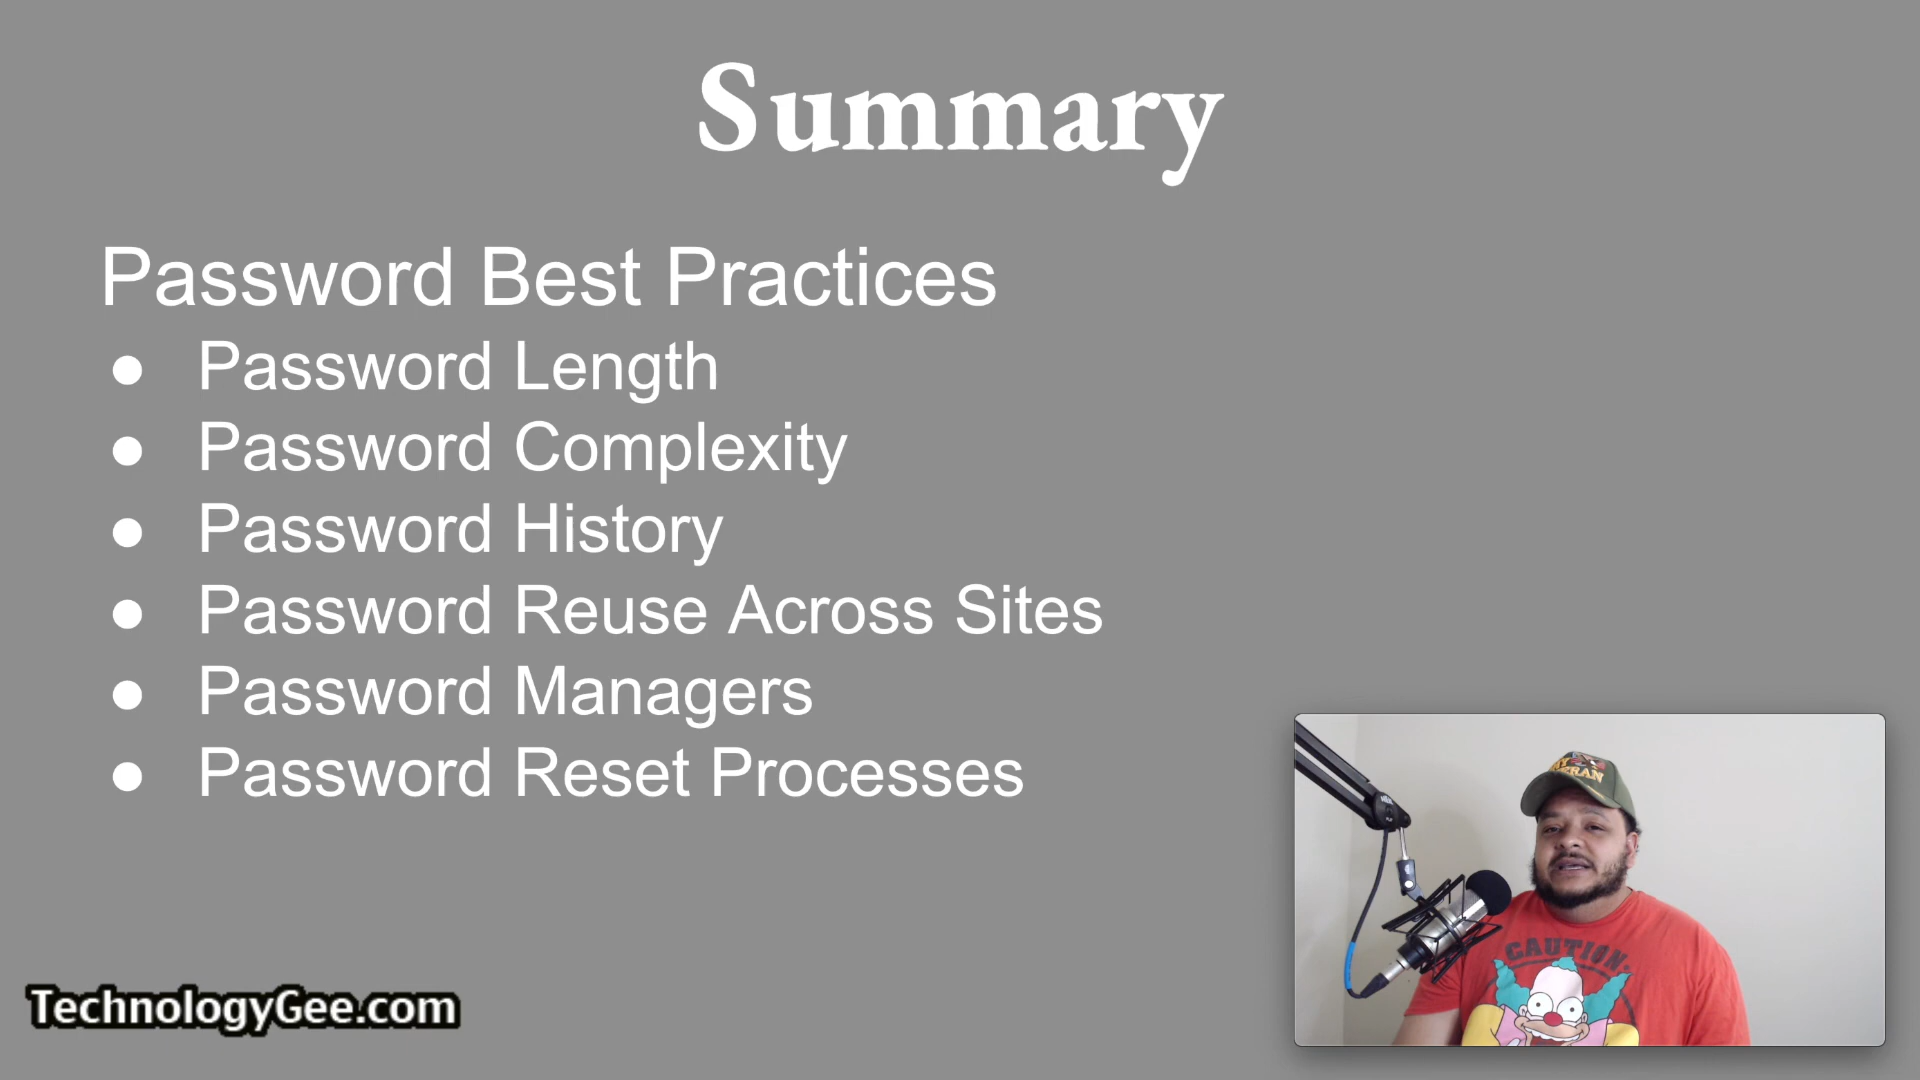 Summary
Password Best Practices
● Password Length
● Password Complexity
● Password History
● Password Reuse Across Sites
● Password Managers
● Password Reset Processes
TechnologyGee.com
CAUTION